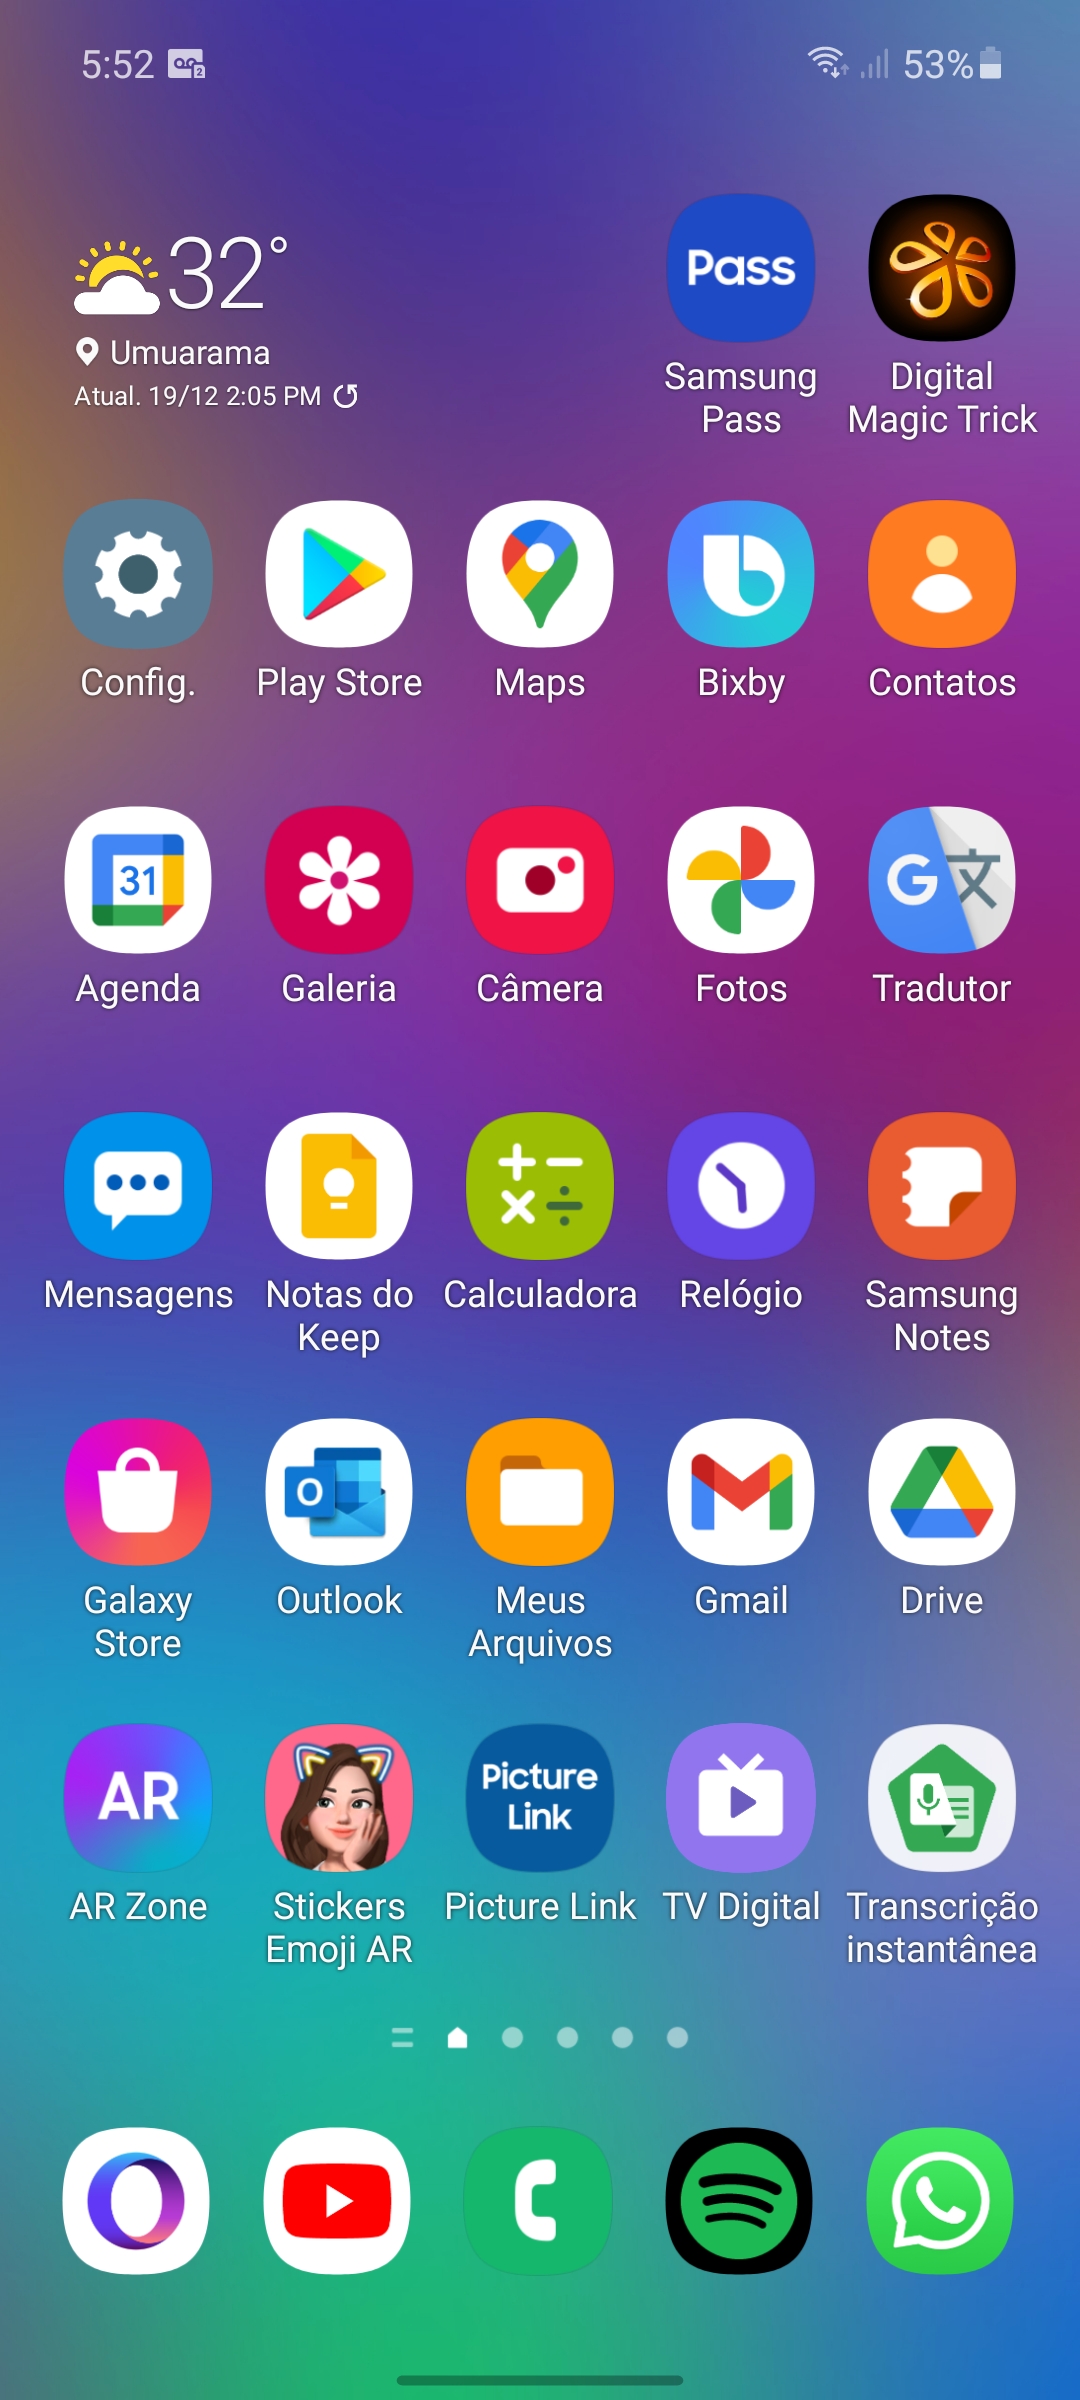 5:52
53%
32°
Umuarama
Atual. 19/12 2:05 PM
Pass
Samsung
Pass
Digital
Magic Trick
Config.
Play Store
Maps
Bixby
Contatos
31
G文
Agenda
Galeria
Câmera
Fotos
Tradutor
Mensagens
Notas do
Keep
Calculadora
Relógio
Samsung
Notes
O
Galaxy
Store
Outlook
Meus
Arquivos
Gmail
Drive
AR
Picture
Link
AR Zone
Stickers
Emoji AR
Picture Link
TV Digital
Transcrição
instantânea